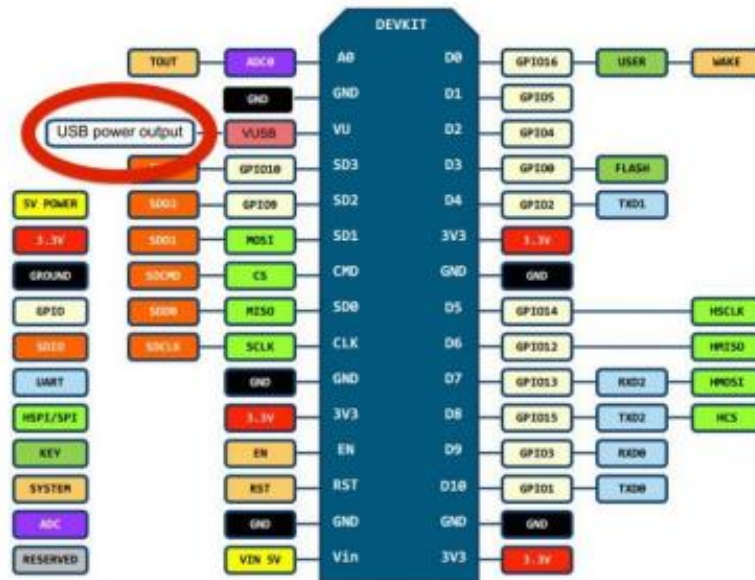 DEVKIT
TOUT ADC0 A0 D0 GPIO16 USER WAKE
GND GND D1 GPIO5
USB power output VUSB VU D2 GPIO4
GPIO10 SD3 D3 GPIO0 FLASH
5V POWER SDD2 GPIO9 SD2 D4 GPIO2 TXD1
3.3V SDD1 MOSI SD1 3V3 3.3V
GROUND SDCMD CS CMD GND GND
GPIO SDD0 MISO SD0 D5 GPIO14 HSCLK
SDIO SDCLK SCLK CLK D6 GPIO12 HMISO
UART GND GND D7 GPIO13 RXD2 HMOSI
HSPI/SPI 3.3V 3V3 D8 GPIO15 TXD2 HCS
KEY EN EN D9 GPIO3 RXD0
SYSTEM RST RST D10 GPIO1 TXD0
ADC GND GND GND GND
RESERVED VIN 5V Vin 3V3 3.3V